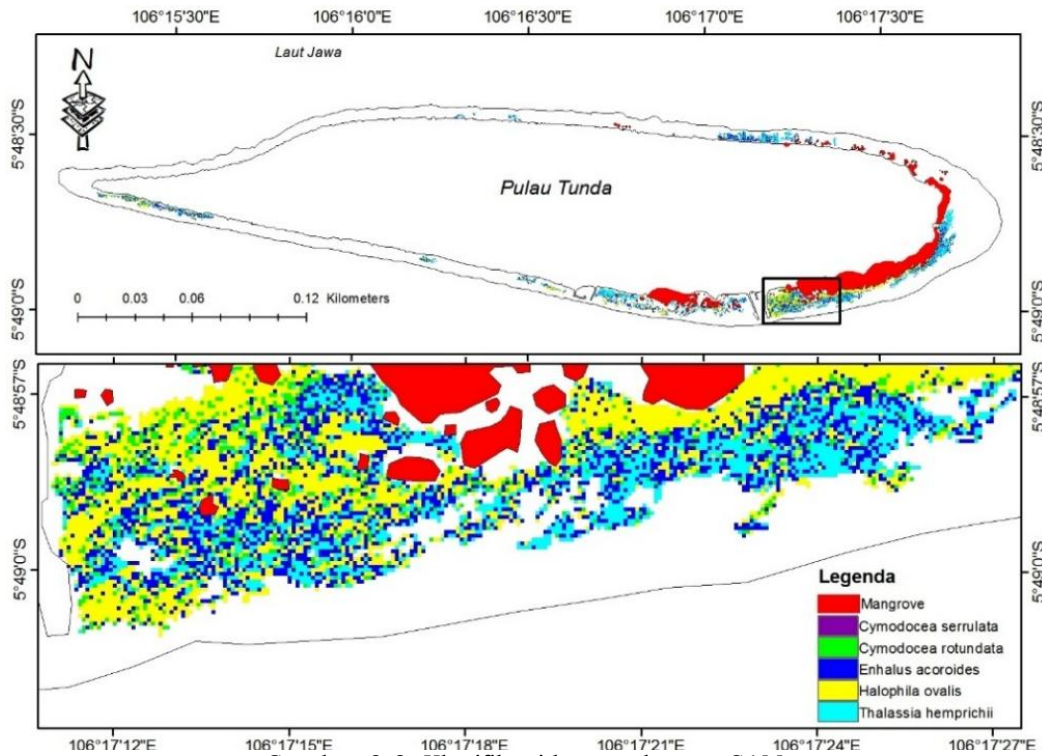 106°15'30"E 106°16'0"E 106°16'30"E 106°17'0"E 106°17'30"E
Laut Jawa
N
5°48'30"S 5°48'30"S
Pulau Tunda
0 0.03 0.06 0.12 Kilometers
5°49'0"S 5°49'0"S
5°48'57"S 5°48'57"S
5°49'0"S 5°49'0"S
Legenda
Mangrove
Cymodocea serrulata
Cymodocea rotundata
Enhalus acoroides
Halophila ovalis
Thalassia hemprichii
106°17'12"E 106°17'15"E 106°17'18"E 106°17'21"E 106°17'24"E 106°17'27"E